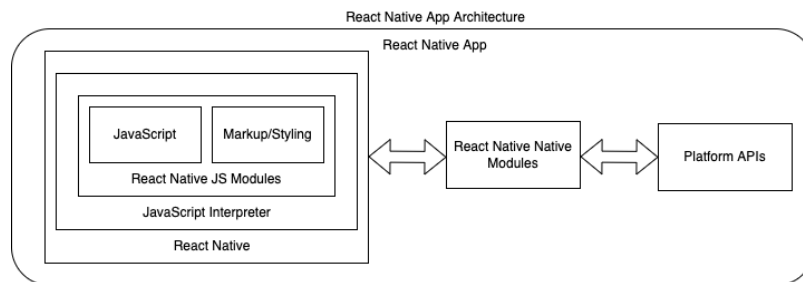 React Native App Architecture
React Native App
JavaScript
Markup/Styling
React Native JS Modules
JavaScript Interpreter
React Native
React Native Native
Modules
Platform APIs